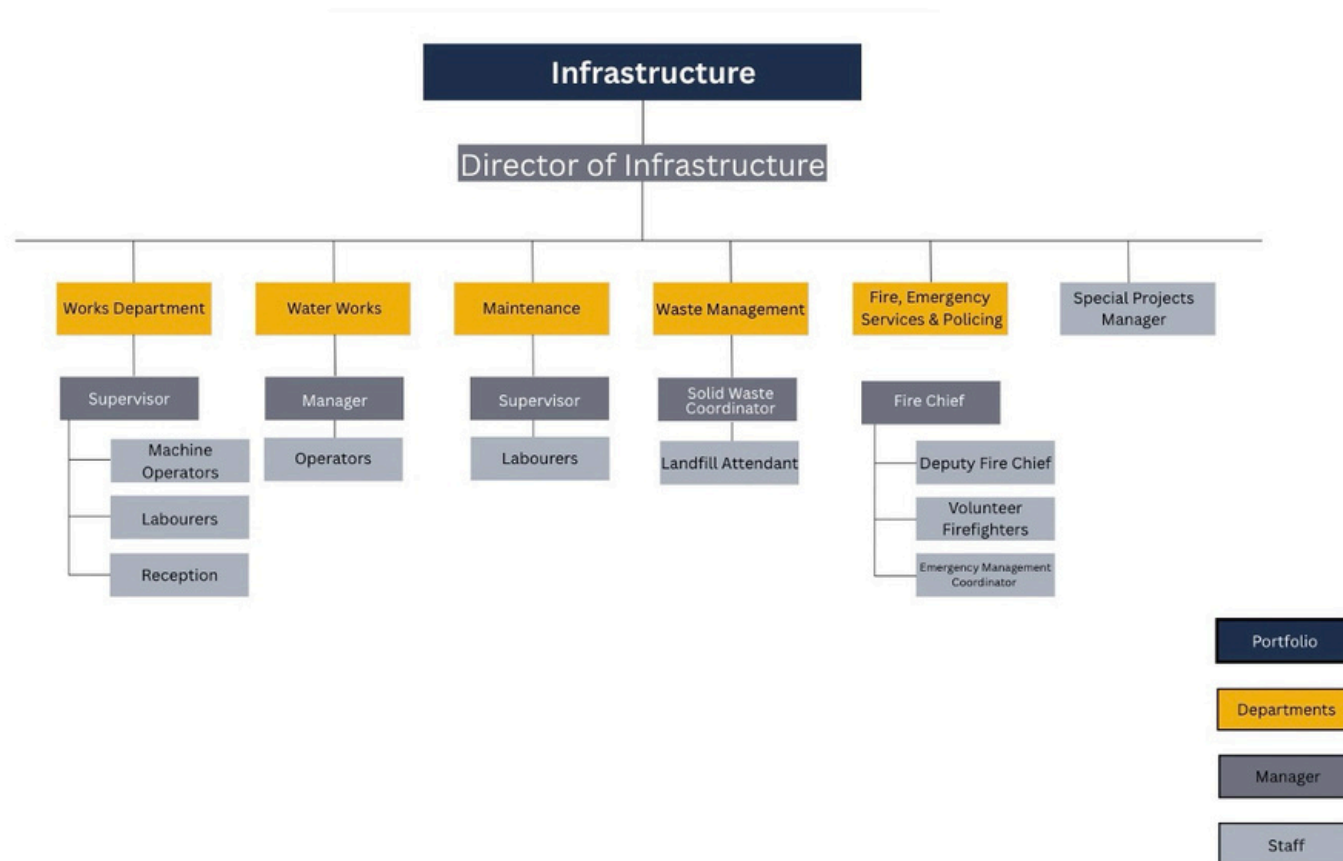 Infrastructure
Director of Infrastructure
Works Department
Water Works
Maintenance
Waste Management
Fire, Emergency
Services & Policing
Special Projects
Manager
Supervisor
Manager
Supervisor
Solid Waste
Coordinator
Fire Chief
Machine
Operators
Labourers
Reception
Operators
Labourers
Landfill Attendant
Deputy Fire Chief
Volunteer
Firefighters
Emergency Management
Coordinator
Portfolio
Departments
Manager
Staff